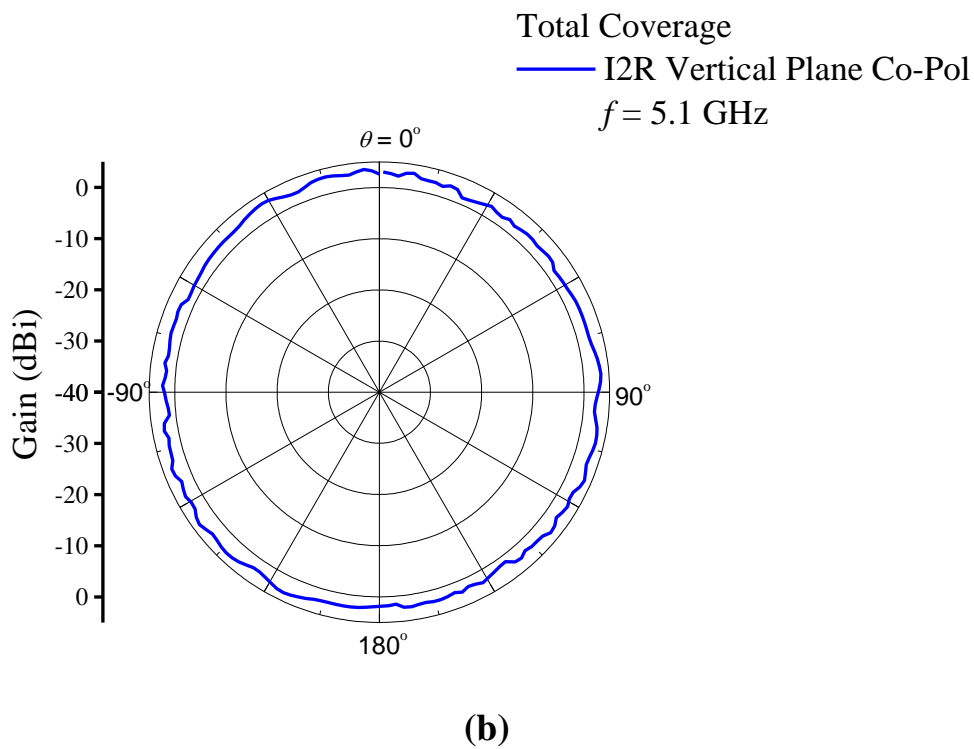 Total Coverage
I2R Vertical Plane Co-Pol
f = 5.1 GHz
θ = 0°
0
-10
-20
-30
-40
-30
-20
-10
0
Gain (dBi)
-90°
90°
180°
(b)